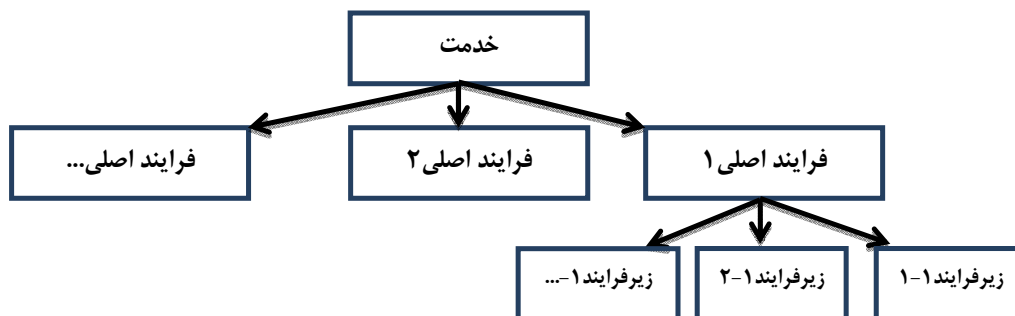 خدمت
فرایند اصلی۱
فرایند اصلی۲
فرایند اصلی...
زیرفرایند۱-۱
زیرفرایند۱-۲
زیرفرایند۱-...